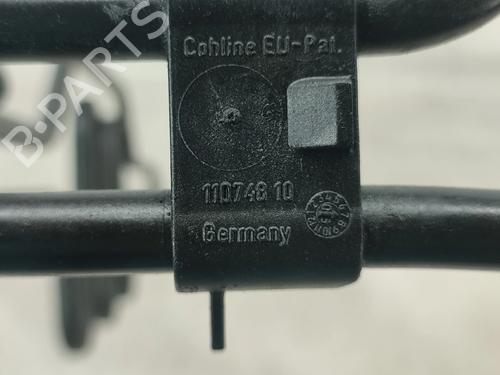 Cohline EU-Pat.
B-PARTS
110748 10
Germany